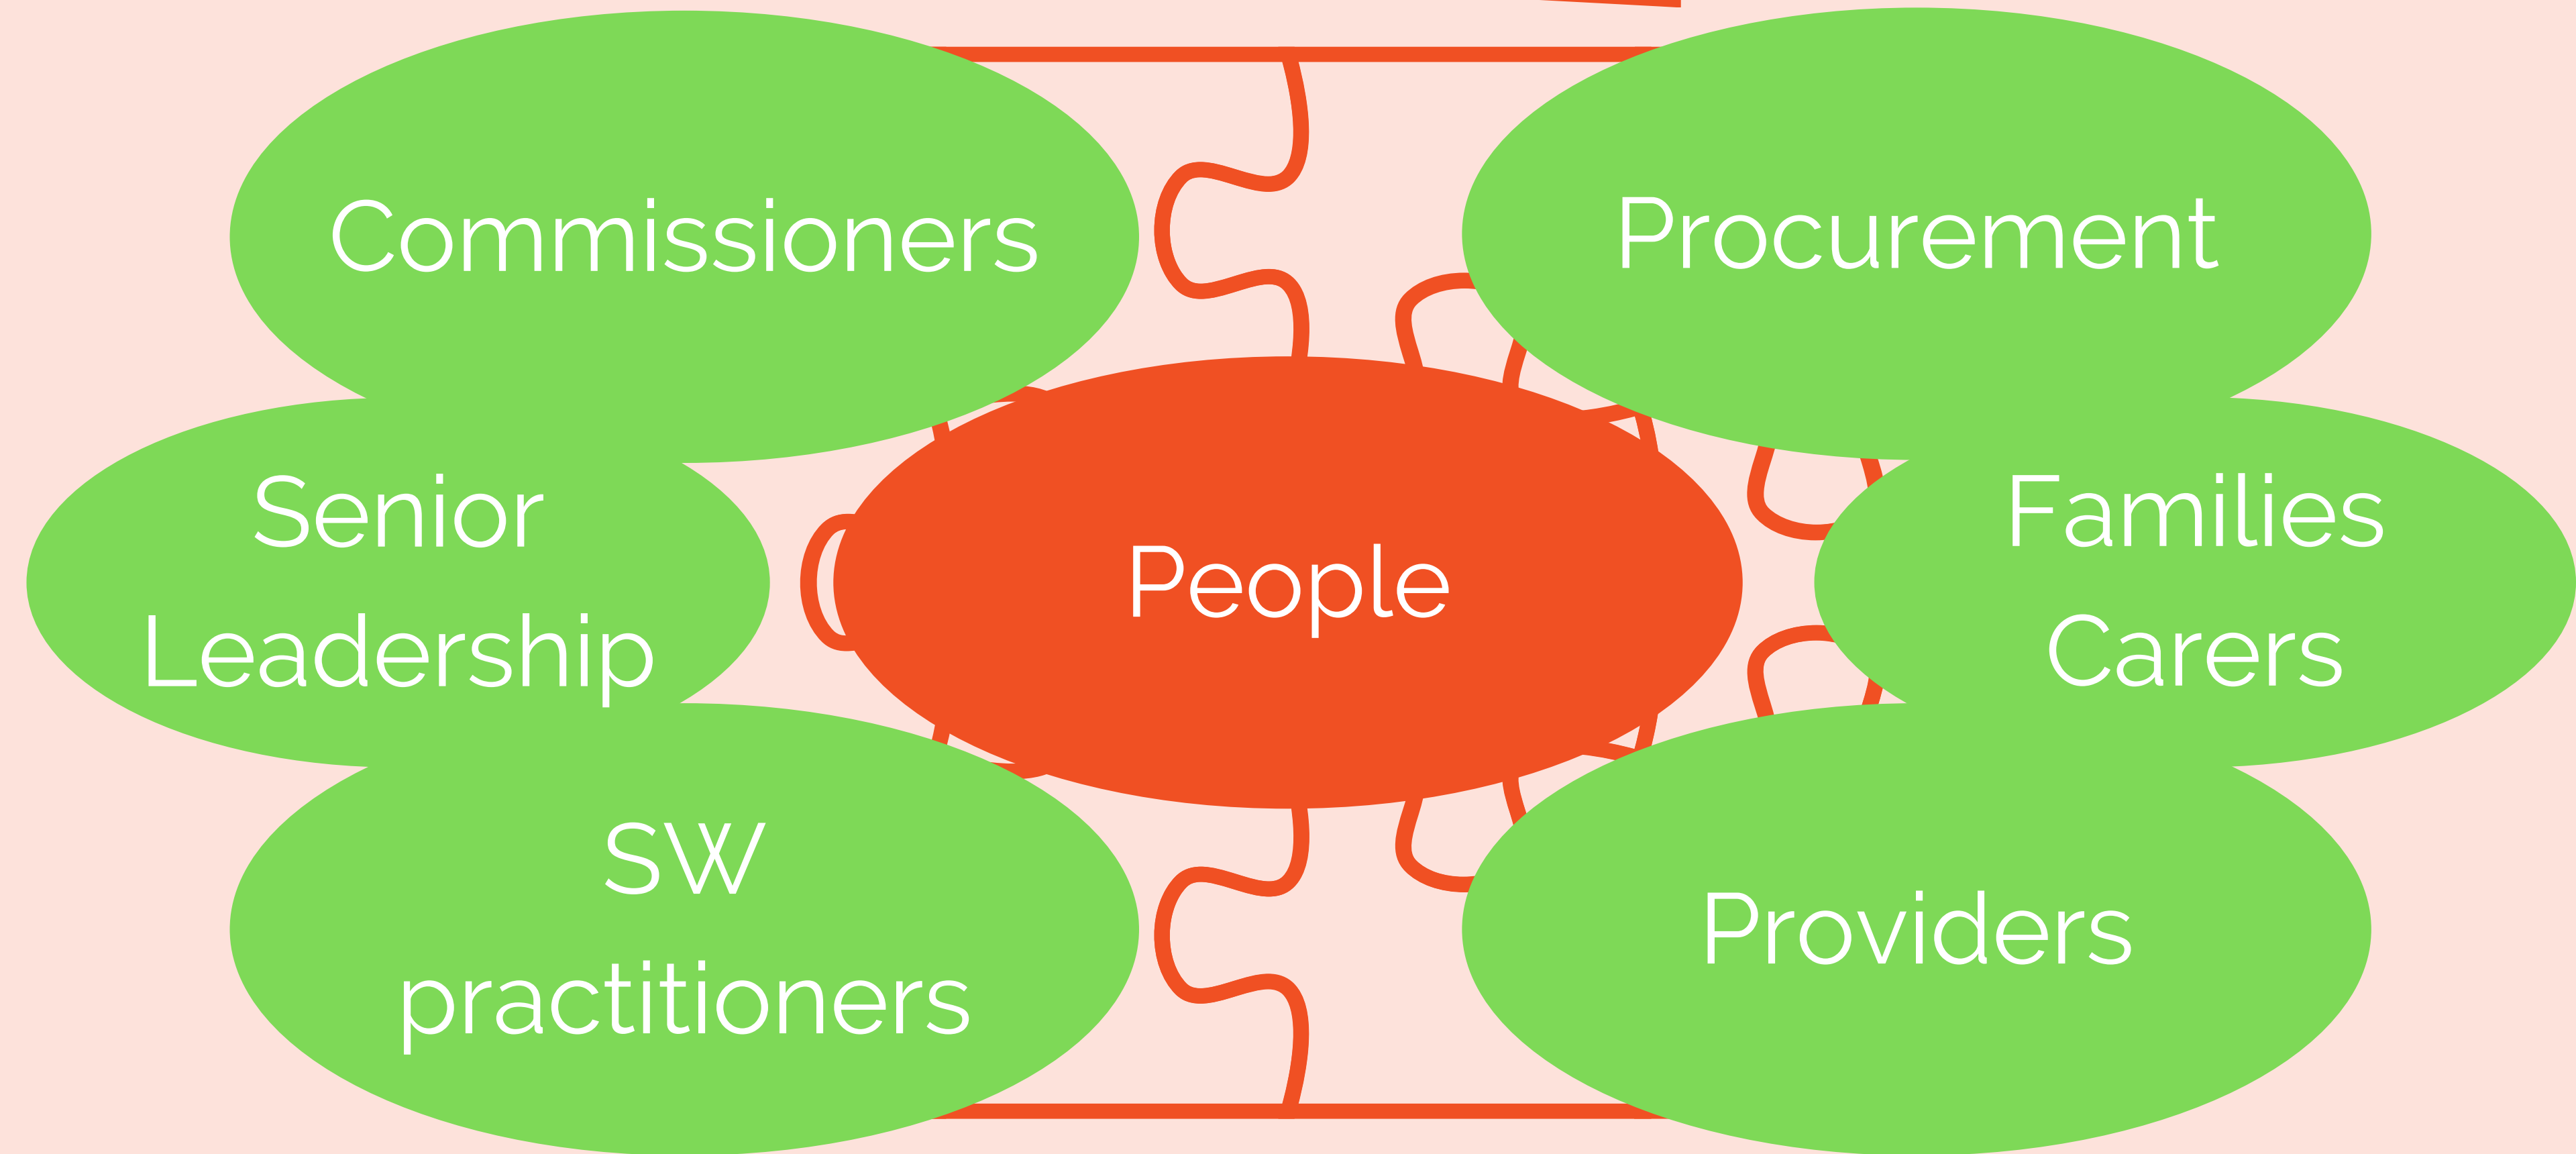 Commissioners
Procurement
Senior
Leadership
People
Families
Carers
SW
practitioners
Providers